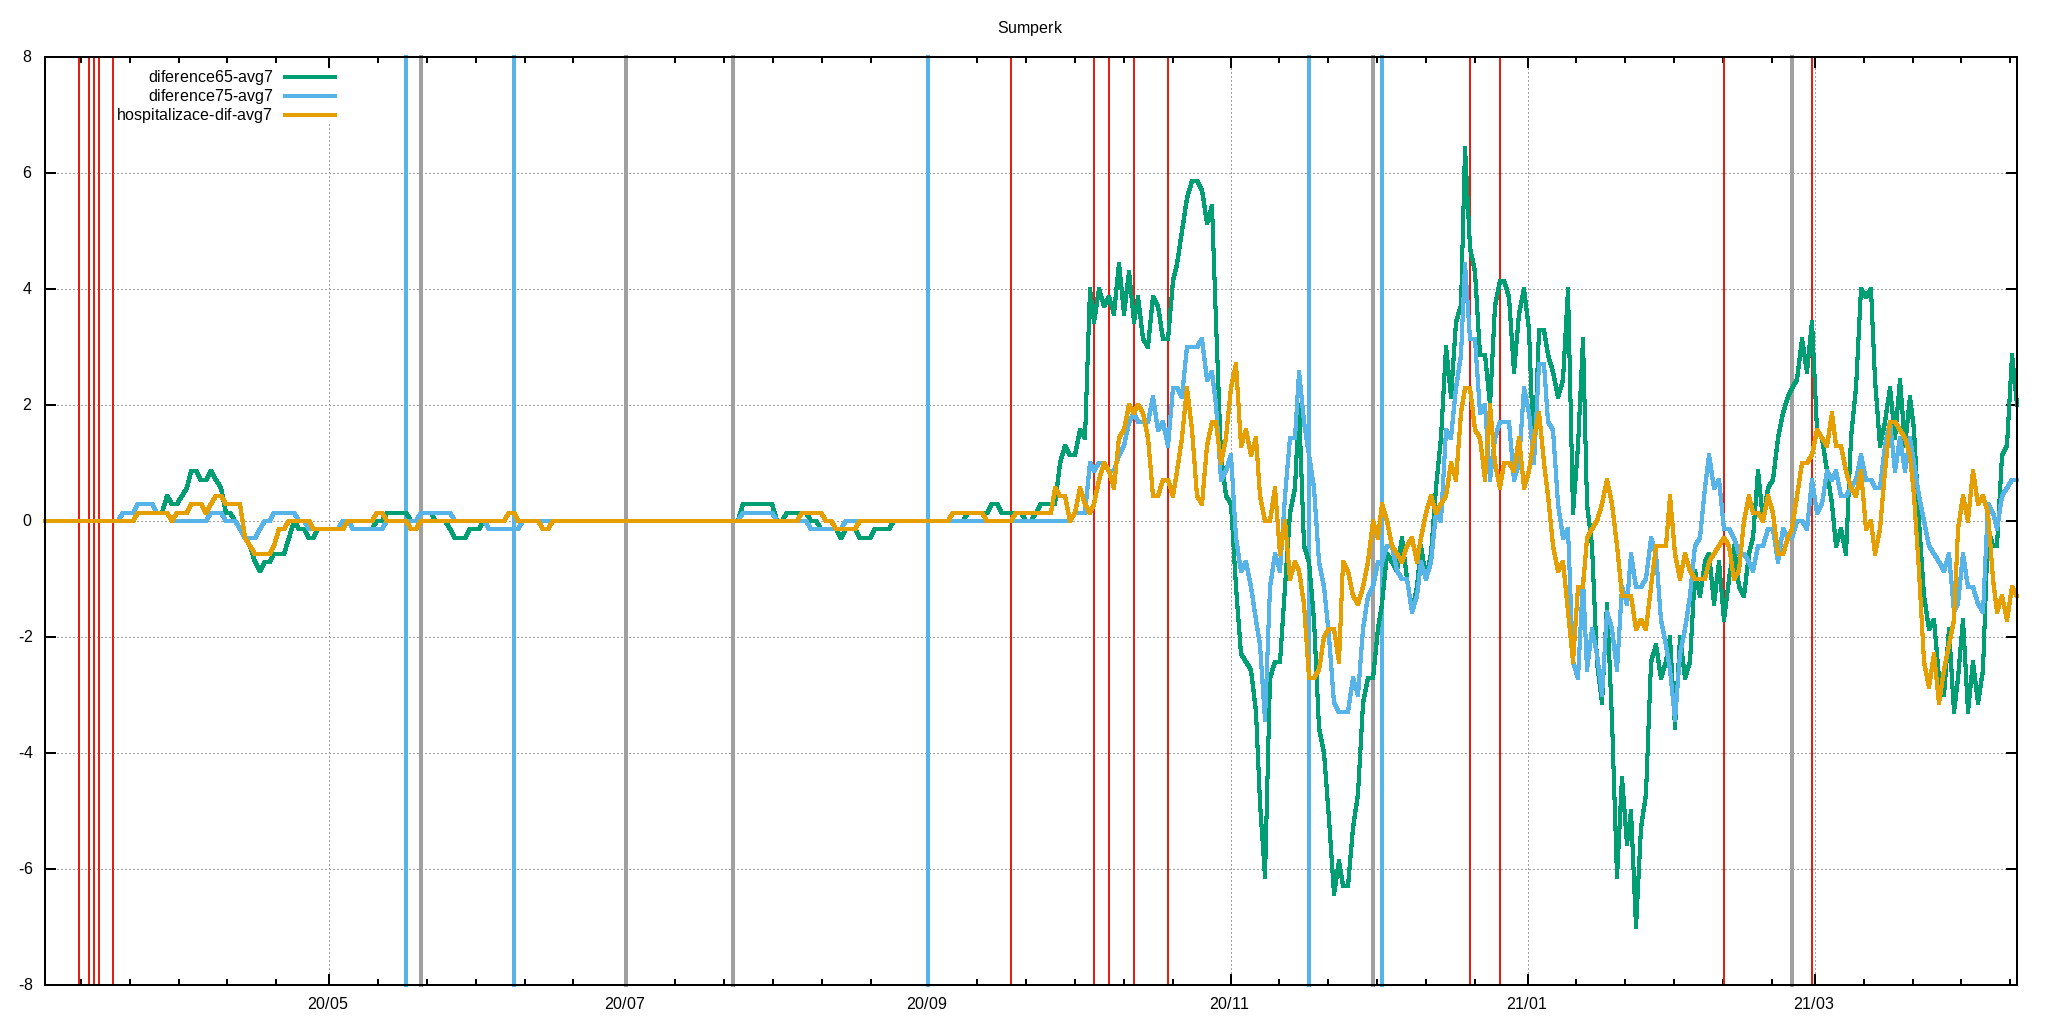 Sumperk
8
diference65-avg7
diference75-avg7
hospitalizace-dif-avg7
6
4
2
0
-2
-4
-6
-8
20/05 20/07 20/09 20/11 21/01 21/03